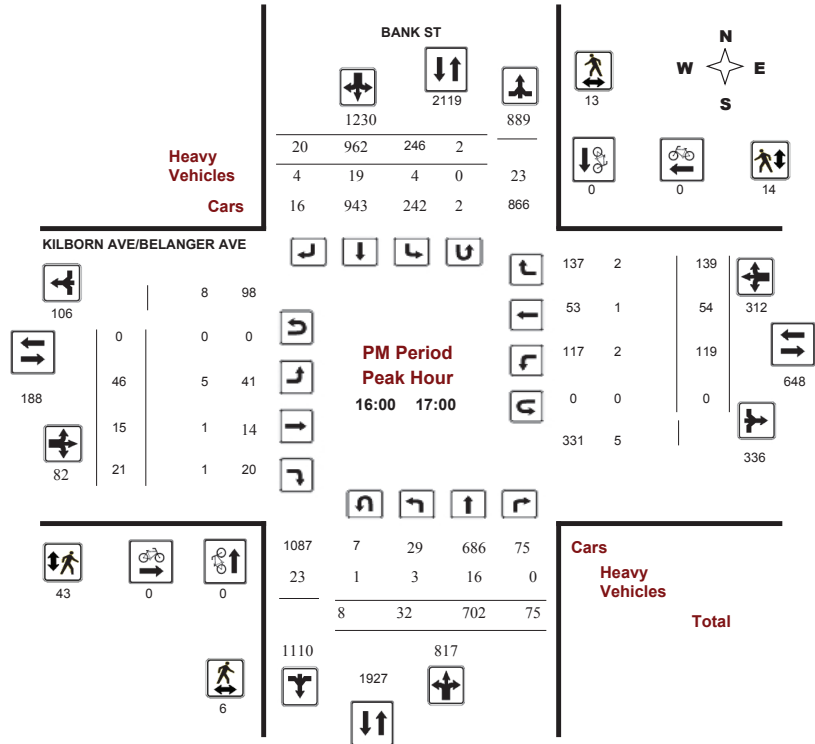 BANK ST
N
W E
S
2119
13
1230
889
20 962 246 2
Heavy
Vehicles
4 19 4 0 23
Cars
16 943 242 2 866
0 0 14
KILBORN AVE/BELANGER AVE
106
8 98
0 0 0
188
46 5 41
15 1 14
82
21 1 20
PM Period
Peak Hour
16:00 17:00
137 2 139
53 1 54 312
117 2 119
648
0 0 0
331 5
336
1087 7 29 686 75
Cars
23 1 3 16 0
Heavy
Vehicles
8 32 702 75
Total
43 0 0
1110 817
1927
6